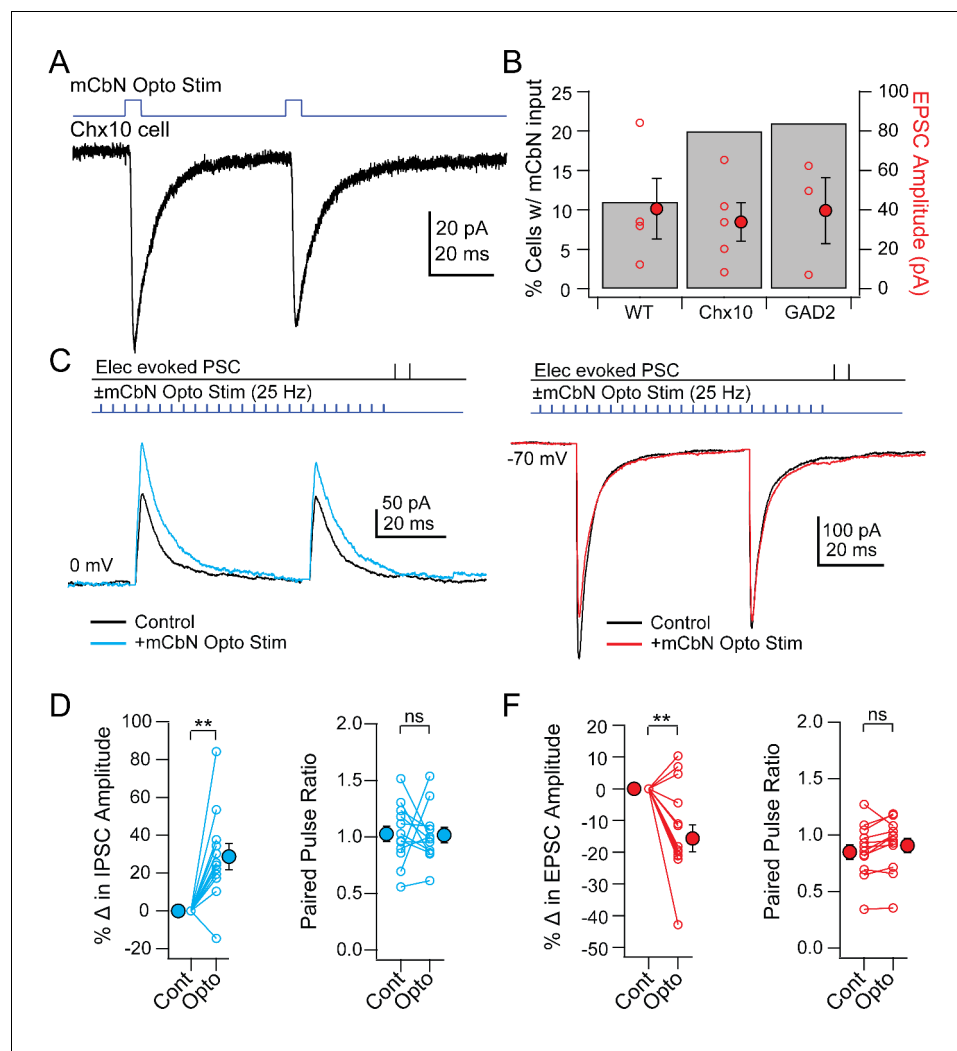 A
mCbN Opto Stim
Chx10 cell
20 pA
20 ms
B
% Cells w/ mCbN input
25
20
15
10
5
0
100
80
60
40
20
0
EPSC Amplitude (pA)
WT
Chx10
GAD2
C
Elec evoked PSC
±mCbN Opto Stim (25 Hz)
0 mV
50 pA
20 ms
Control
+mCbN Opto Stim
Elec evoked PSC
±mCbN Opto Stim (25 Hz)
-70 mV
100 pA
20 ms
Control
+mCbN Opto Stim
D
% Δ in IPSC Amplitude
100
80
60
40
20
0
-20
**
Cont
Opto
Paired Pulse Ratio
2.0
1.5
1.0
0.5
0.0
ns
Cont
Opto
F
% Δ in EPSC Amplitude
20
10
0
-10
-20
-30
-40
-50
**
Cont
Opto
Paired Pulse Ratio
2.0
1.5
1.0
0.5
0.0
ns
Cont
Opto